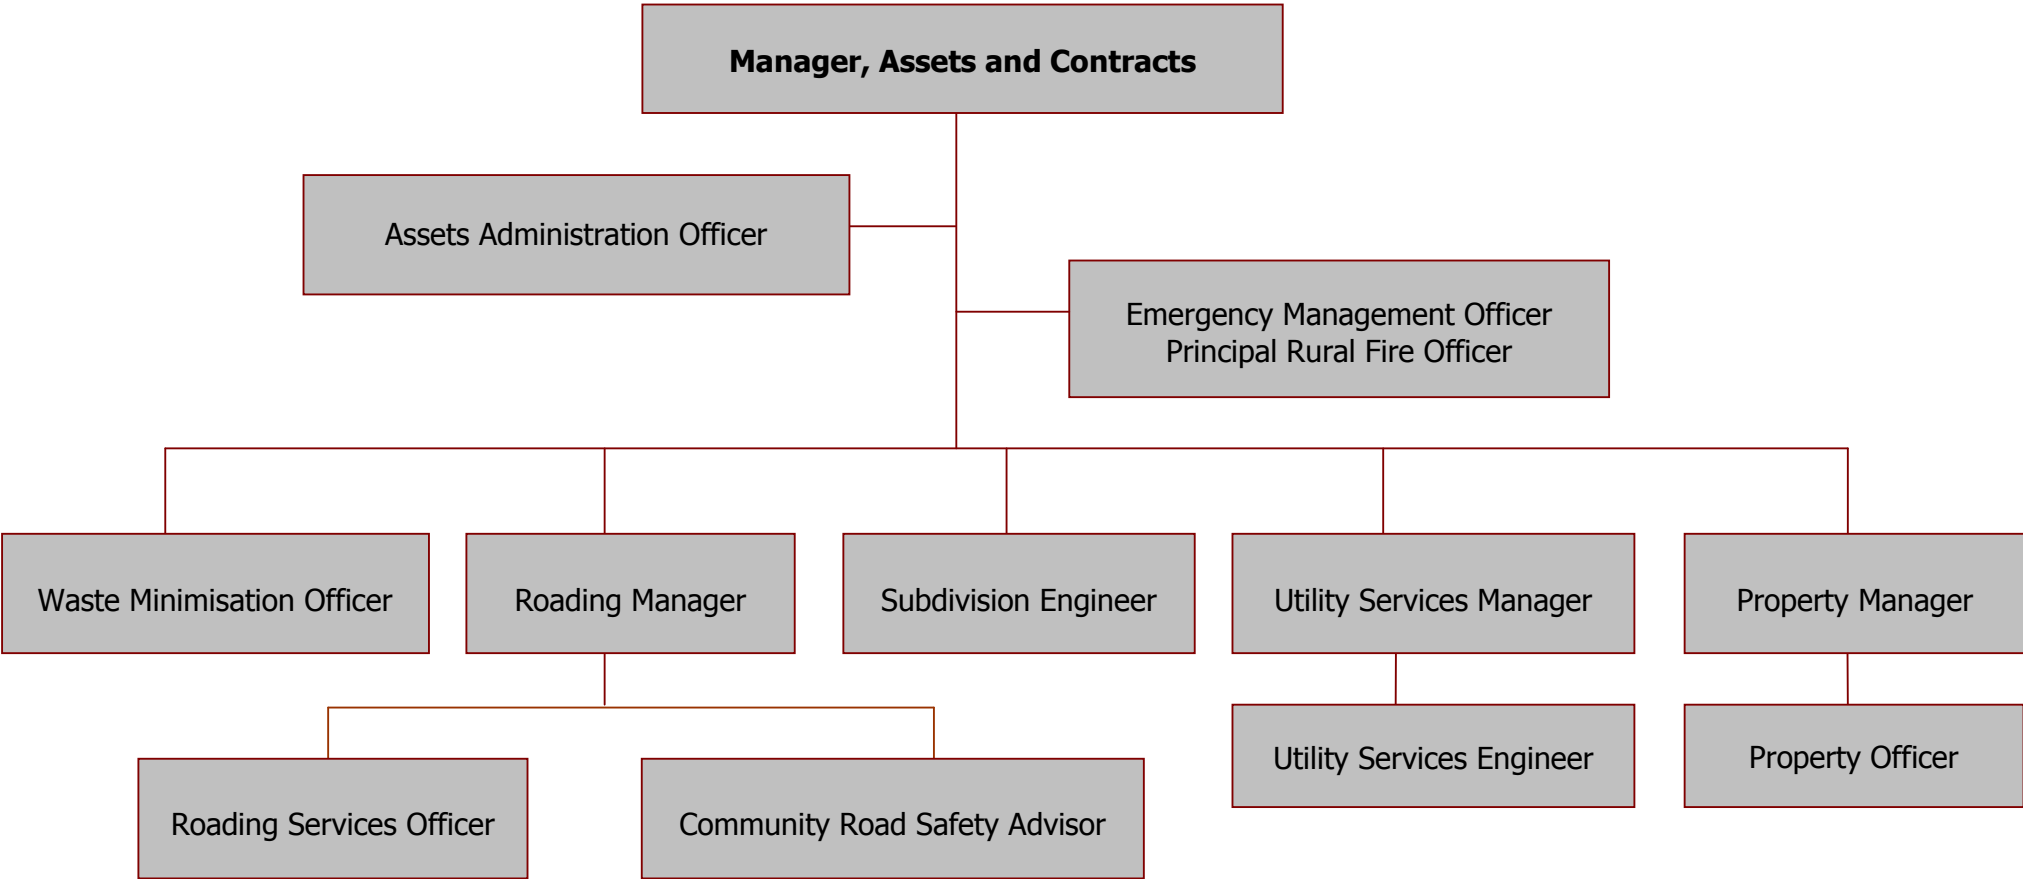 Manager, Assets and Contracts
Assets Administration Officer
Emergency Management Officer
Principal Rural Fire Officer
Waste Minimisation Officer
Roading Manager
Subdivision Engineer
Utility Services Manager
Property Manager
Utility Services Engineer
Property Officer
Roading Services Officer
Community Road Safety Advisor